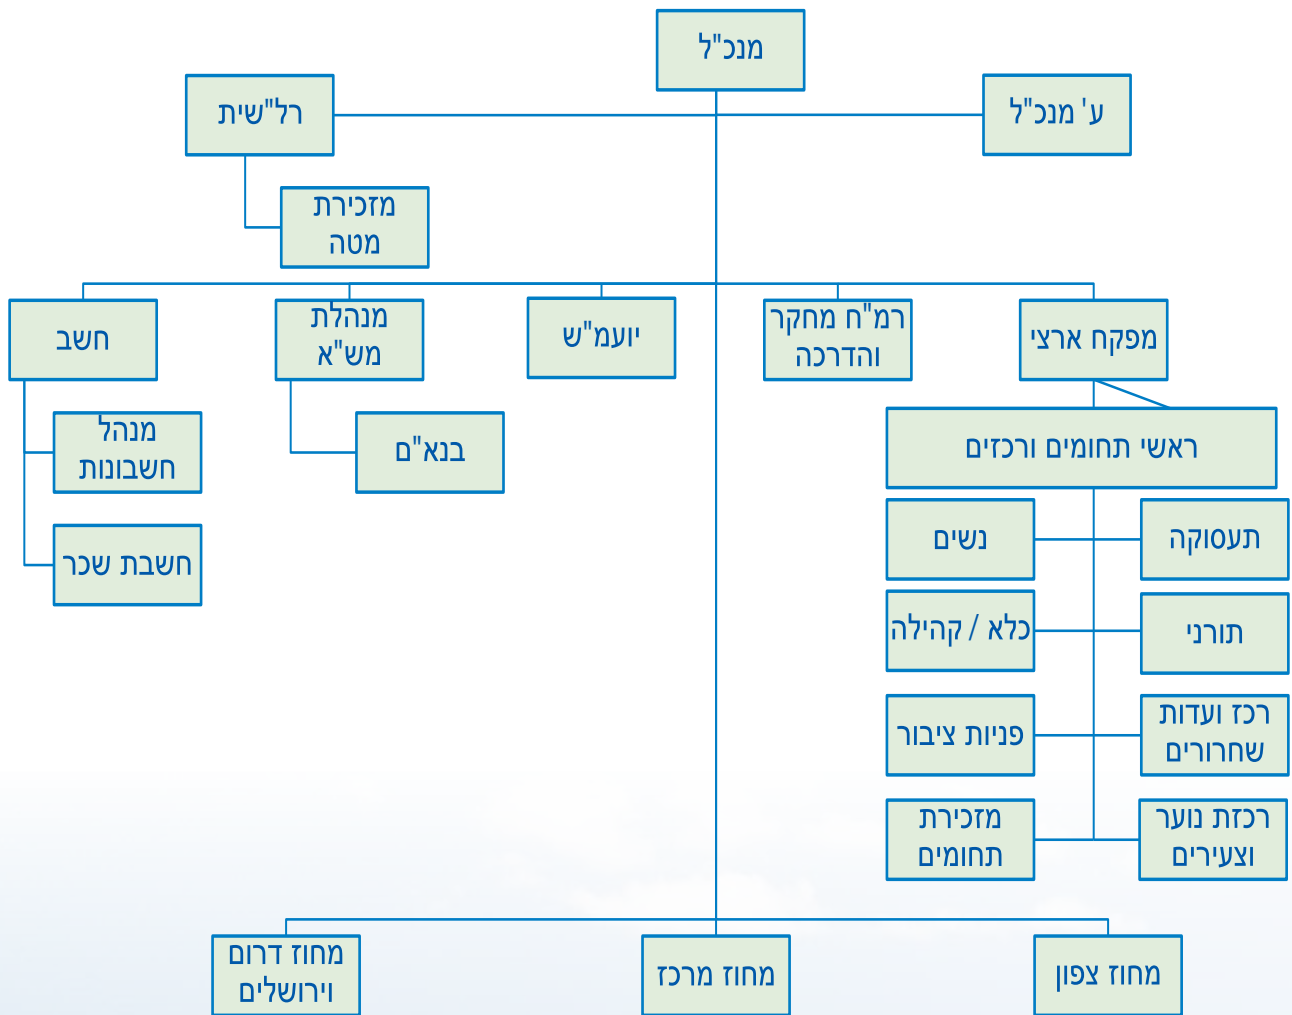 מנכ"ל
ע' מנכ"ל
רל"שית
מזכירת
מטה
מפקח ארצי
רמ"ח מחקר
והדרכה
יועמ"ש
מנהלת
מש"א
חשב
ראשי תחומים ורכזים
בנא"ם
מנהל
חשבונות
חשבת שכר
תעסוקה
נשים
תורני
כלא / קהילה
רכז ועדות
שחרורים
פניות ציבור
רכזת נוער
וצעירים
מזכירת
תחומים
מחוז צפון
מחוז מרכז
מחוז דרום
וירושלים